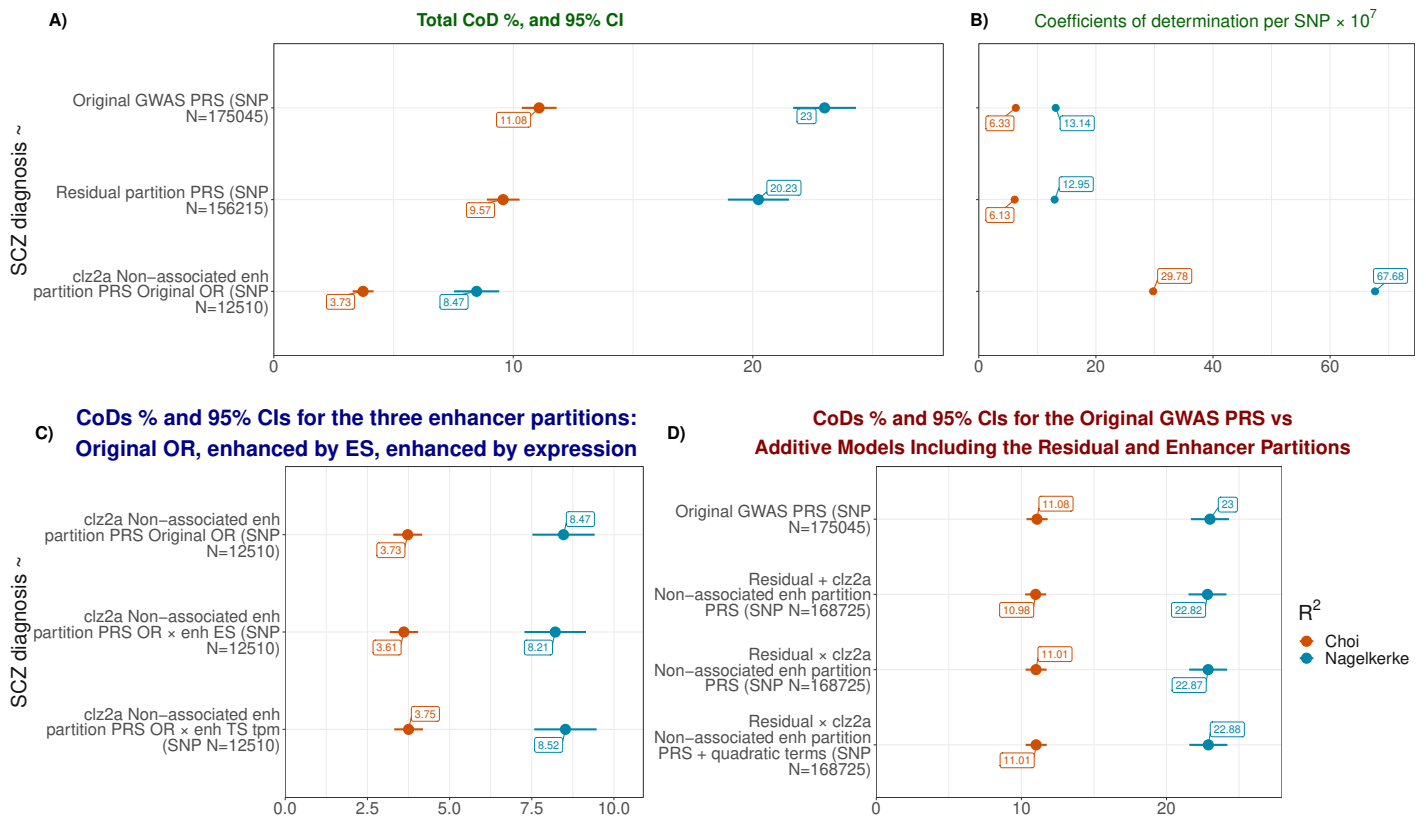 A)
Total CoD %, and 95% CI
SCZ diagnosis ~
Original GWAS PRS (SNP
N=175045)
Residual partition PRS (SNP
N=156215)
clz2a Non−associated enh
partition PRS Original OR (SNP
N=12510)
11.08
23
9.57
20.23
3.73
8.47
0
10
20
B)
Coefficients of determination per SNP × 10^7
6.33
13.14
6.13
12.95
29.78
67.68
0
20
40
60
C)
CoDs % and 95% CIs for the three enhancer partitions:
Original OR, enhanced by ES, enhanced by expression
SCZ diagnosis ~
clz2a Non−associated enh
partition PRS Original OR (SNP
N=12510)
clz2a Non−associated enh
partition PRS OR × enh ES (SNP
N=12510)
clz2a Non−associated enh
partition PRS OR × enh TS tpm
(SNP N=12510)
3.73
8.47
3.61
8.21
3.75
8.52
0.0
2.5
5.0
7.5
10.0
D)
CoDs % and 95% CIs for the Original GWAS PRS vs
Additive Models Including the Residual and Enhancer Partitions
Original GWAS PRS (SNP
N=175045)
Residual + clz2a
Non−associated enh partition
PRS (SNP N=168725)
Residual × clz2a
Non−associated enh partition
PRS (SNP N=168725)
Residual × clz2a
Non−associated enh partition
PRS + quadratic terms (SNP
N=168725)
11.08
23
10.98
22.82
11.01
22.87
11.01
22.88
0
10
20
R^2
Choi
Nagelkerke